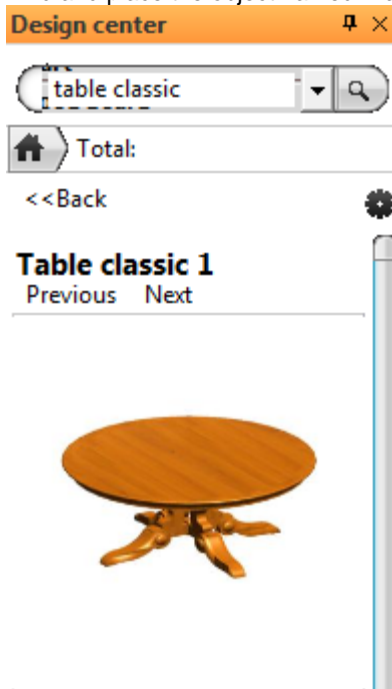 Design center
table classic
Total:
<<Back
Table classic 1
Previous Next